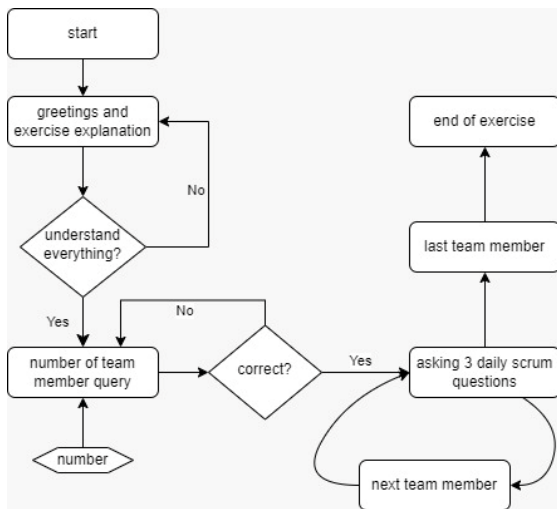 start
greetings and
exercise explanation
end of exercise
No
understand
everything?
last team member
Yes
No
number of team
member query
correct?
Yes
asking 3 daily scrum
questions
number
next team member